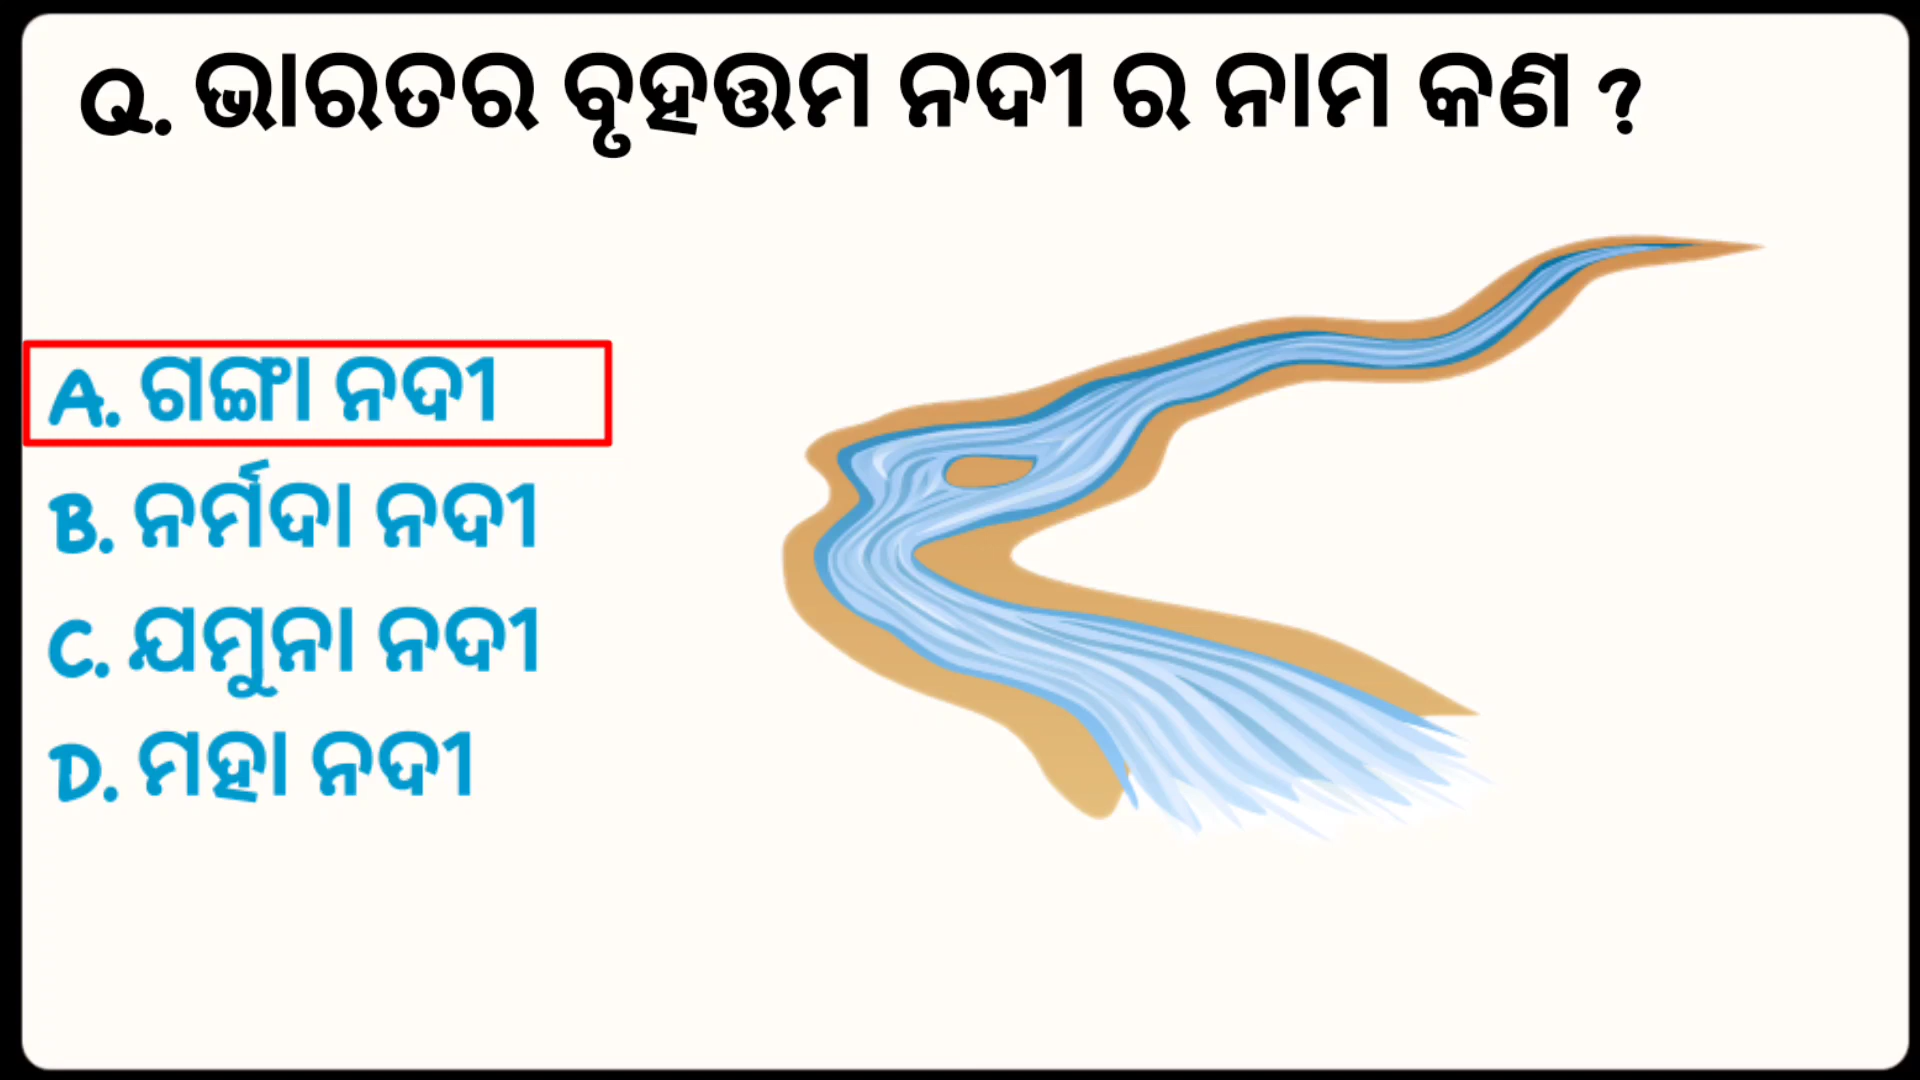 Q. ଭାରତର ବୃହତ୍ତମ ନଦୀ ର ନାମ କଣ ?
A. ଗଙ୍ଗା ନଦୀ
B. ନର୍ମଦା ନଦୀ
C. ଯମୁନା ନଦୀ
D. ମହା ନଦୀ